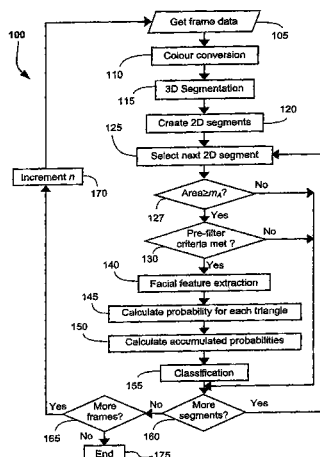 100
Get frame data
105
Colour conversion
110
3D Segmentation
115
Create 2D segments
120
125
Select next 2D segment
Increment n
170
Area≥mA?
No
127
Yes
Pre-filter
criteria met ?
No
130
Yes
140
Facial feature extraction
145
Calculate probability for each triangle
150
Calculate accumulated probabilities
Classification
155
Yes
More
frames?
No
More
segments?
Yes
165
No
160
End
175